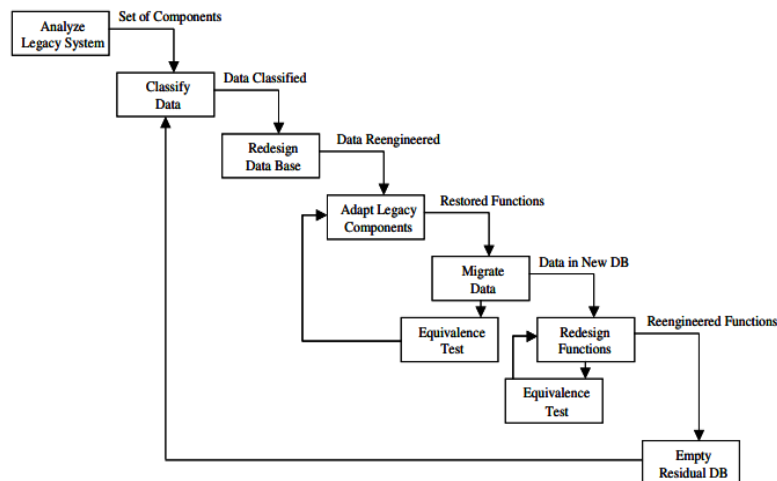 Analyze
Legacy System
Set of Components
Classify
Data
Data Classified
Redesign
Data Base
Data Reengineered
Adapt Legacy
Components
Restored Functions
Migrate
Data
Data in New DB
Equivalence
Test
Redesign
Functions
Reengineered Functions
Equivalence
Test
Empty
Residual DB